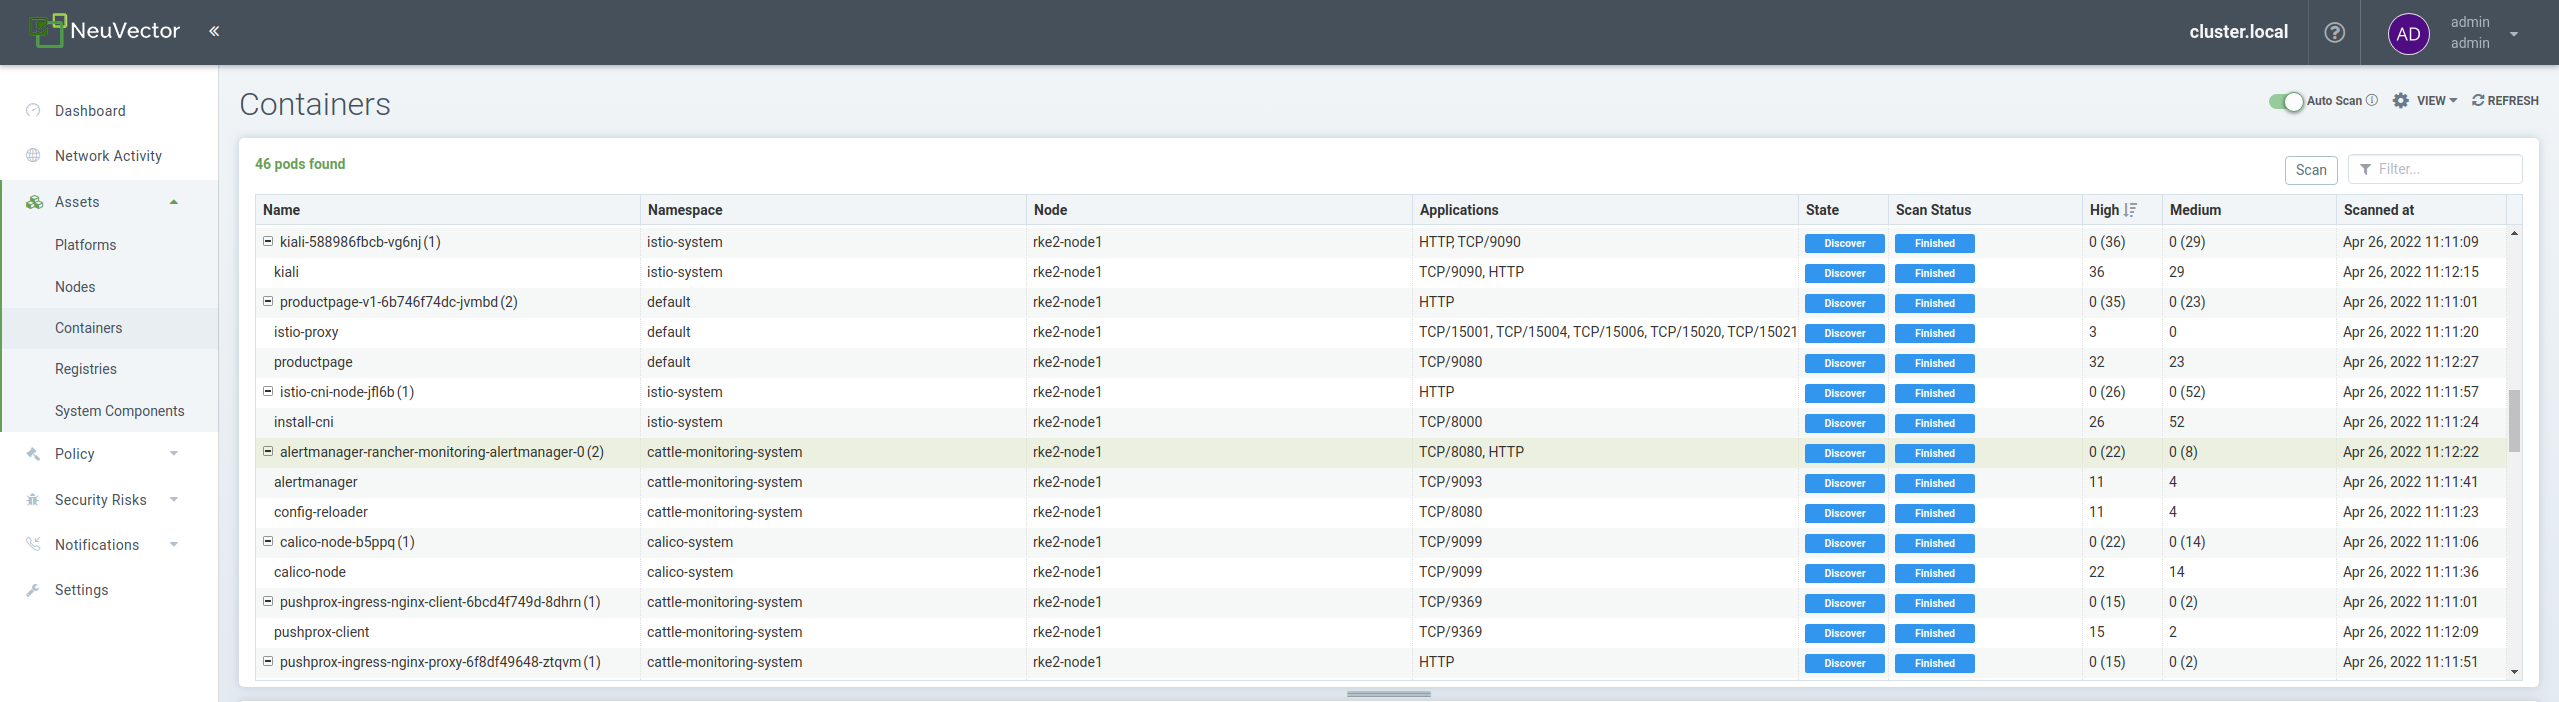 NeuVector «
cluster.local
AD
admin
admin
Dashboard
Network Activity
Assets
Platforms
Nodes
Containers
Registries
System Components
Policy
Security Risks
Notifications
Settings
Containers
Auto Scan VIEW REFRESH
46 pods found
Scan Filter...
Name Namespace Node Applications State Scan Status High Medium Scanned at
kiali-588986fbcb-vg6nj (1) istio-system rke2-node1 HTTP, TCP/9090 Discover Finished 0 (36) 0 (29) Apr 26, 2022 11:11:09
kiali istio-system rke2-node1 TCP/9090, HTTP Discover Finished 36 29 Apr 26, 2022 11:12:15
productpage-v1-6b746f74dc-jvmbd (2) default rke2-node1 HTTP Discover Finished 0 (35) 0 (23) Apr 26, 2022 11:11:01
istio-proxy default rke2-node1 TCP/15001, TCP/15004, TCP/15006, TCP/15020, TCP/15021 Discover Finished 3 0 Apr 26, 2022 11:11:20
productpage default rke2-node1 TCP/9080 Discover Finished 32 23 Apr 26, 2022 11:12:27
istio-cni-node-jfl6b (1) istio-system rke2-node1 HTTP Discover Finished 0 (26) 0 (52) Apr 26, 2022 11:11:57
install-cni istio-system rke2-node1 TCP/8000 Discover Finished 26 52 Apr 26, 2022 11:11:24
alertmanager-rancher-monitoring-alertmanager-0 (2) cattle-monitoring-system rke2-node1 TCP/8080, HTTP Discover Finished 0 (22) 0 (8) Apr 26, 2022 11:12:22
alertmanager cattle-monitoring-system rke2-node1 TCP/9093 Discover Finished 11 4 Apr 26, 2022 11:11:41
config-reloader cattle-monitoring-system rke2-node1 TCP/8080 Discover Finished 11 4 Apr 26, 2022 11:11:23
calico-node-b5ppq (1) calico-system rke2-node1 TCP/9099 Discover Finished 0 (22) 0 (14) Apr 26, 2022 11:11:06
calico-node calico-system rke2-node1 TCP/9099 Discover Finished 22 14 Apr 26, 2022 11:11:36
pushprox-ingress-nginx-client-6bcd4f749d-8dhrn (1) cattle-monitoring-system rke2-node1 TCP/9369 Discover Finished 0 (15) 0 (2) Apr 26, 2022 11:11:01
pushprox-client cattle-monitoring-system rke2-node1 TCP/9369 Discover Finished 15 2 Apr 26, 2022 11:12:09
pushprox-ingress-nginx-proxy-6f8df49648-ztqvm (1) cattle-monitoring-system rke2-node1 HTTP Discover Finished 0 (15) 0 (2) Apr 26, 2022 11:11:51